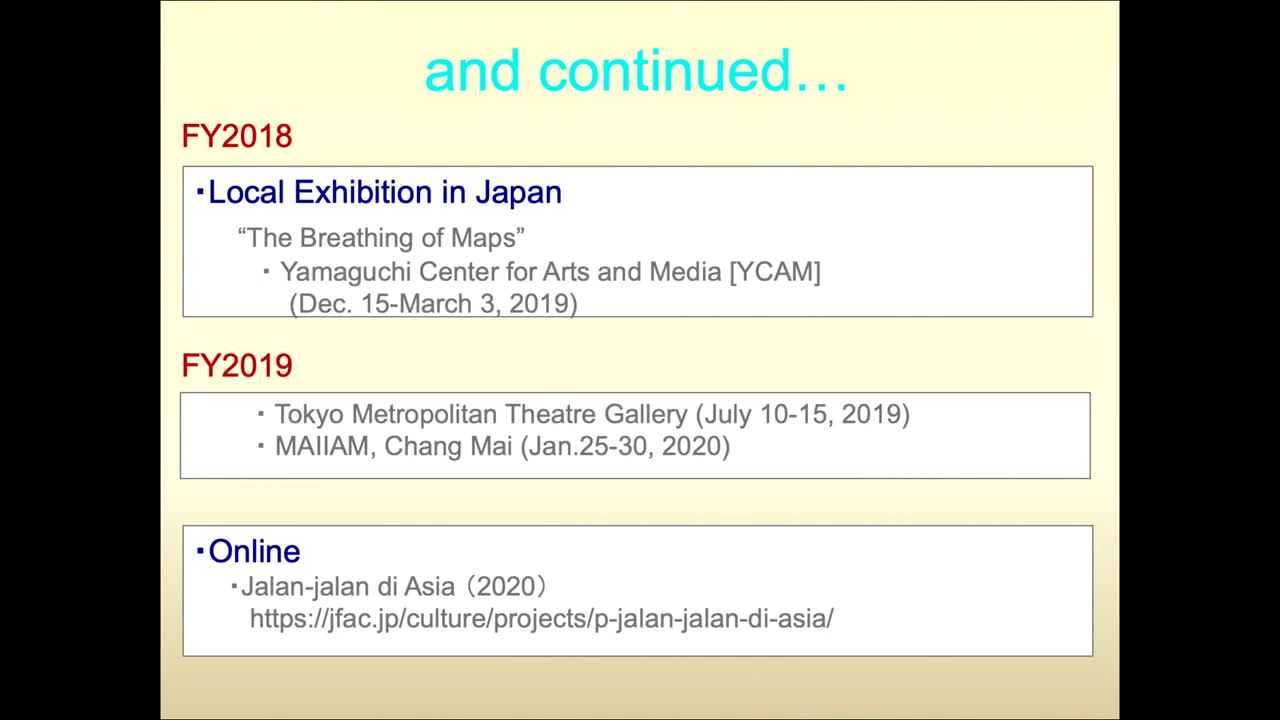 and continued…
FY2018
・Local Exhibition in Japan
“The Breathing of Maps”
・Yamaguchi Center for Arts and Media [YCAM]
(Dec. 15-March 3, 2019)
FY2019
・Tokyo Metropolitan Theatre Gallery (July 10-15, 2019)
・MAIIAM, Chang Mai (Jan.25-30, 2020)
・Online
・Jalan-jalan di Asia（2020）
https://jfac.jp/culture/projects/p-jalan-jalan-di-asia/